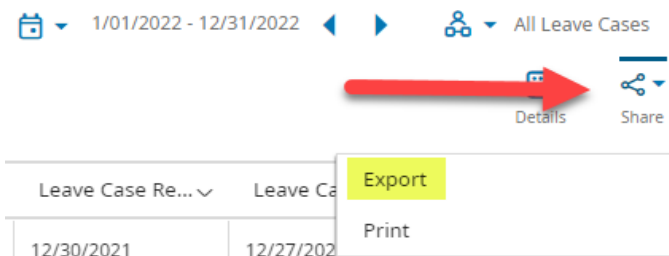 1/01/2022 - 12/31/2022 All Leave Cases
Details Share
Export
Leave Case Re... Leave Ca
Print
12/30/2021 12/27/202